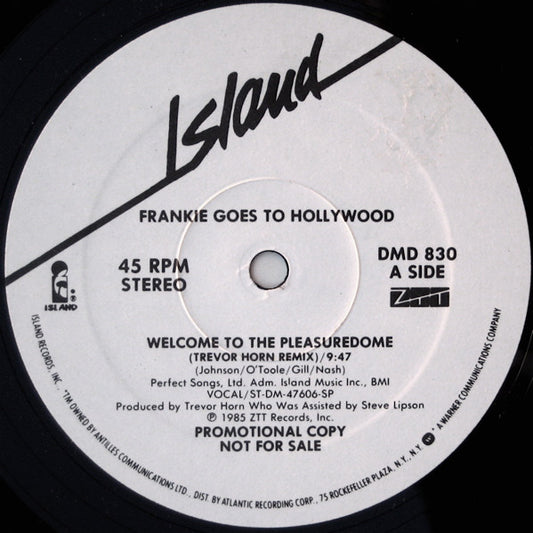 Island
FRANKIE GOES TO HOLLYWOOD
45 RPM
STEREO
DMD 830
A SIDE
ISLAND ®
ZTT
WELCOME TO THE PLEASUREDOME
(TREVOR HORN REMIX)/9:47
(Johnson/O'Toole/Gill/Nash)
Perfect Songs, Ltd. Adm. Island Music Inc., BMI
VOCAL/ST-DM-47606-SP
Produced by Trevor Horn Who Was Assisted by Steve Lipson
℗ 1985 ZTT Records, Inc.
PROMOTIONAL COPY
NOT FOR SALE
ISLAND RECORDS, INC. · "TM OWNED BY ANTILLES COMMUNICATIONS LTD., DIST. BY ATLANTIC RECORDING CORP., 75 ROCKEFELLER PLAZA, N.Y., N.Y. A WARNER COMMUNICATIONS COMPANY